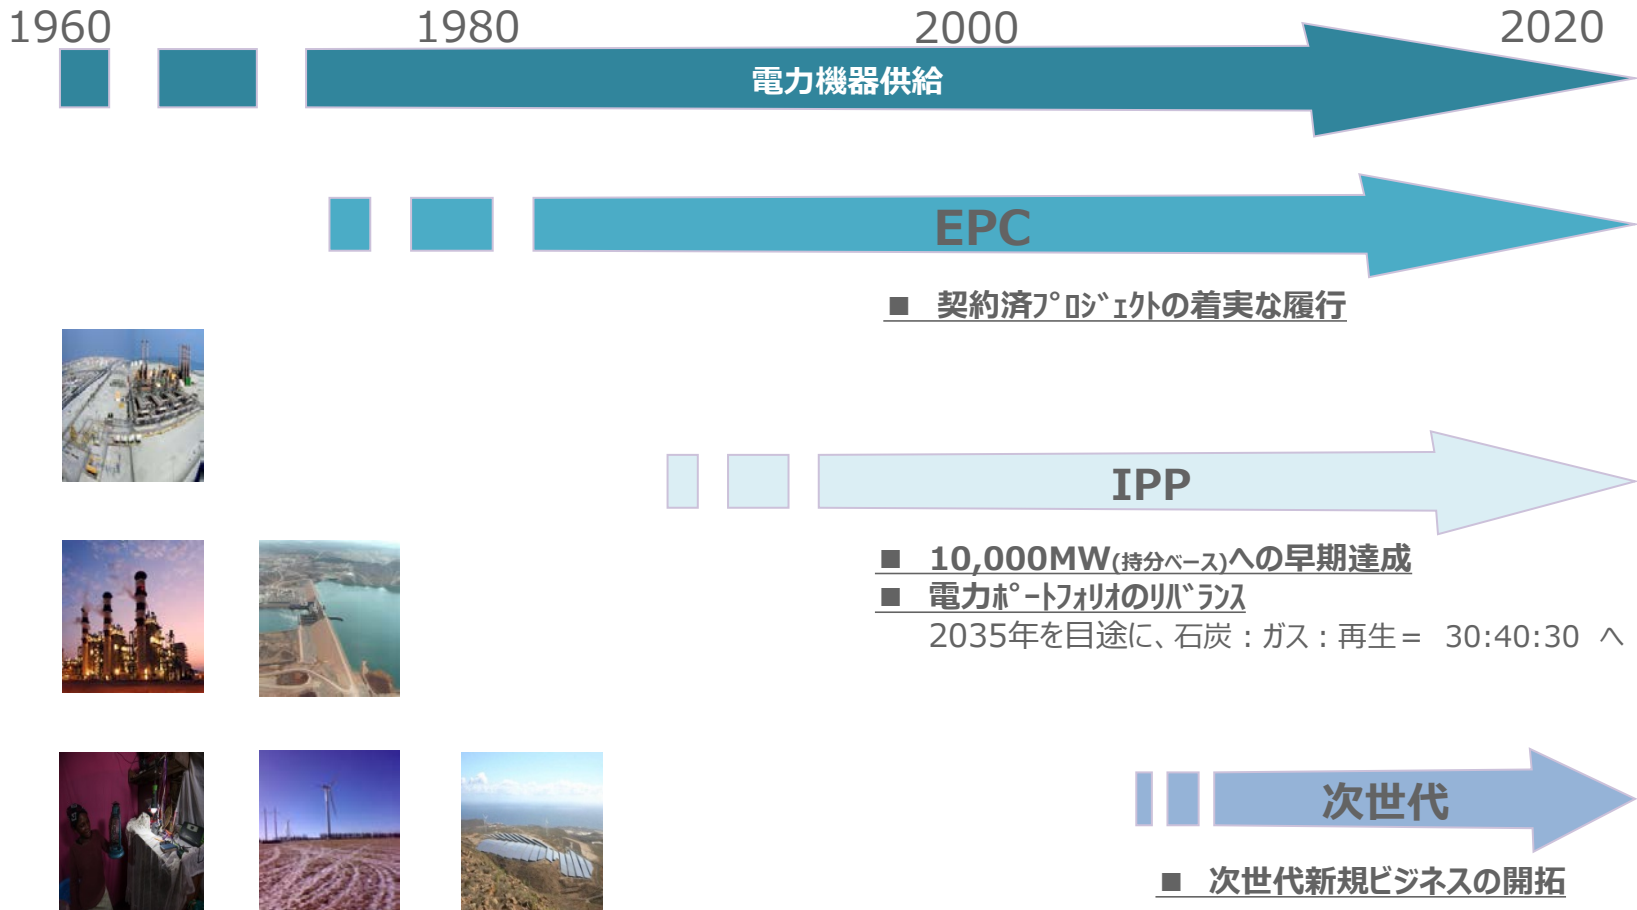 1960 1980 2000 2020
電力機器供給
EPC
■ 契約済ﾌﾟﾛｼﾞｪｸﾄの着実な履行
IPP
■ 10,000MW(持分ベース)への早期達成
■ 電力ﾎﾟｰﾄﾌｫﾘｵのﾘﾊﾞﾗﾝｽ
2035年を目途に、石炭：ガス：再生＝ 30:40:30 へ
次世代
■ 次世代新規ビジネスの開拓